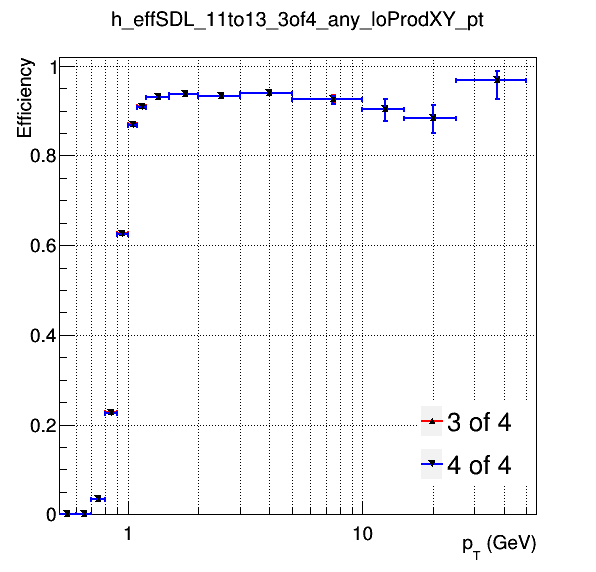 h_effSDL_11to13_3of4_any_loProdXY_pt
Efficiency
1
0.8
0.6
0.4
0.2
0
3 of 4
4 of 4
1
10
p_T (GeV)